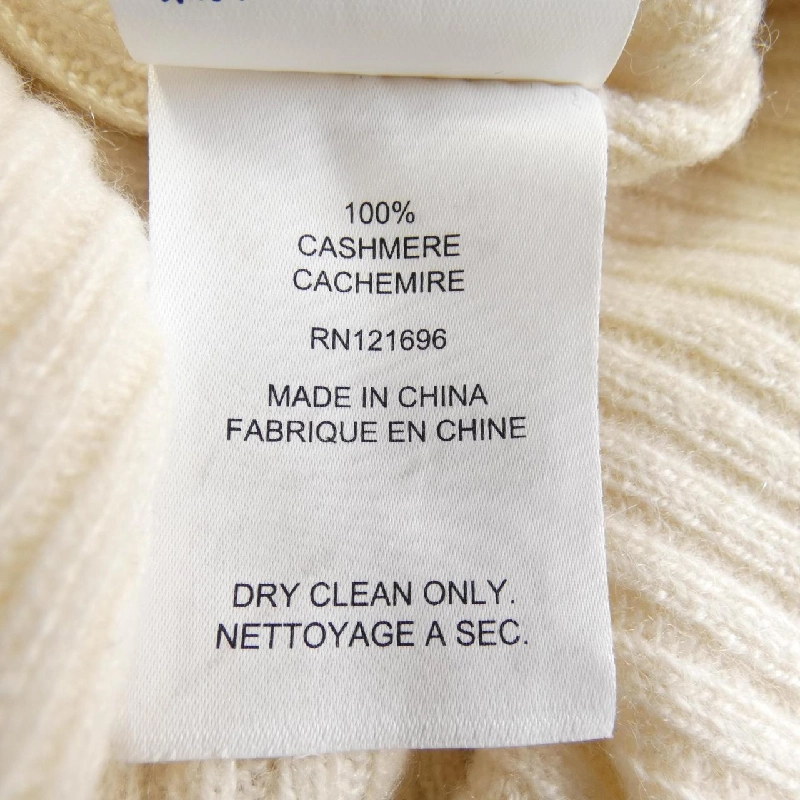 100%
CASHMERE
CACHEMIRE
RN121696
MADE IN CHINA
FABRIQUE EN CHINE
DRY CLEAN ONLY.
NETTOYAGE A SEC.